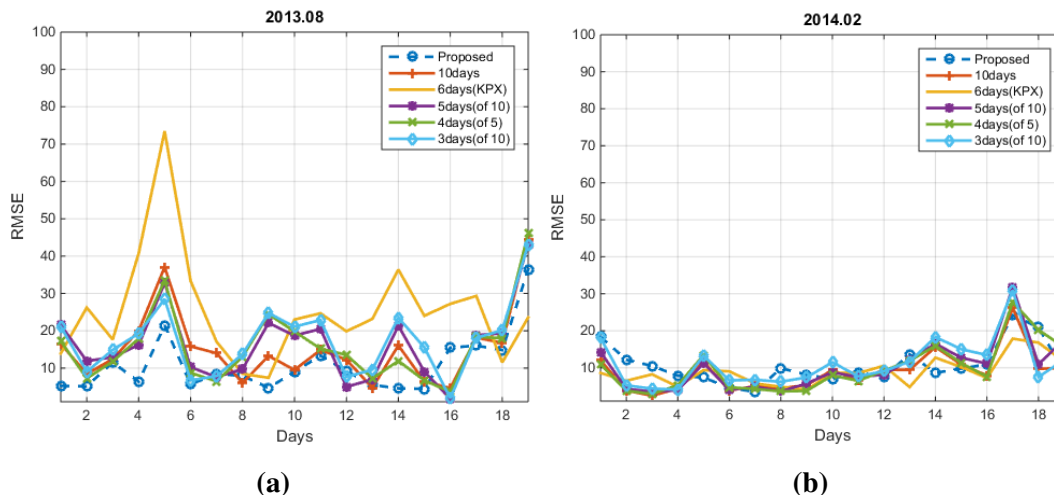 2013.08
100
90
80
70
60
50
40
30
20
10
RMSE
2 4 6 8 10 12 14 16 18
Days
Proposed
10days
6days(KPX)
5days(of 10)
4days(of 5)
3days(of 10)
(a)
2014.02
100
90
80
70
60
50
40
30
20
10
RMSE
2 4 6 8 10 12 14 16 18
Days
Proposed
10days
6days(KPX)
5days(of 10)
4days(of 5)
3days(of 10)
(b)